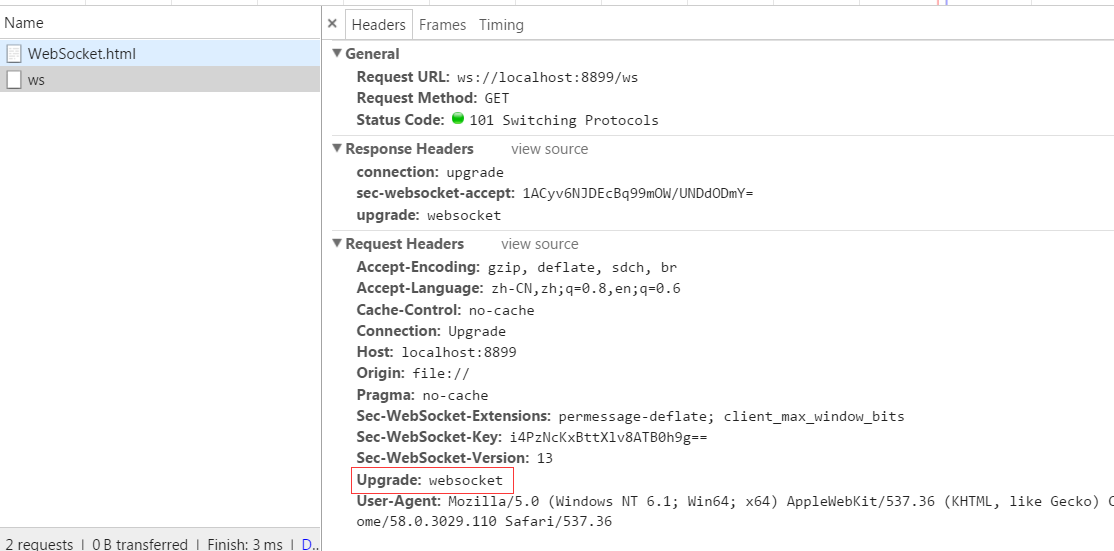 Name
WebSocket.html
ws
× Headers Frames Timing
General
Request URL: ws://localhost:8899/ws
Request Method: GET
Status Code: 101 Switching Protocols
Response Headers view source
connection: upgrade
sec-websocket-accept: 1ACyv6NJDEcBq99mOW/UNDdODmY=
upgrade: websocket
Request Headers view source
Accept-Encoding: gzip, deflate, sdch, br
Accept-Language: zh-CN,zh;q=0.8,en;q=0.6
Cache-Control: no-cache
Connection: Upgrade
Host: localhost:8899
Origin: file://
Pragma: no-cache
Sec-WebSocket-Extensions: permessage-deflate; client_max_window_bits
Sec-WebSocket-Key: i4PzNcKxBttXlv8ATB0h9g==
Sec-WebSocket-Version: 13
Upgrade: websocket
User-Agent: Mozilla/5.0 (Windows NT 6.1; Win64; x64) AppleWebKit/537.36 (KHTML, like Gecko) C
ome/58.0.3029.110 Safari/537.36
2 requests | 0 B transferred | Finish: 3 ms | D..